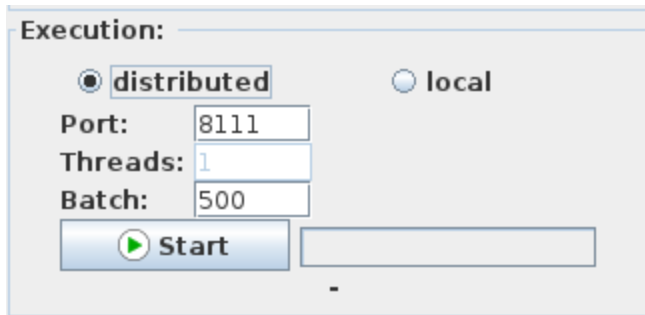 Execution:
distributed local
Port: 8111
Threads: 1
Batch: 500
Start
-